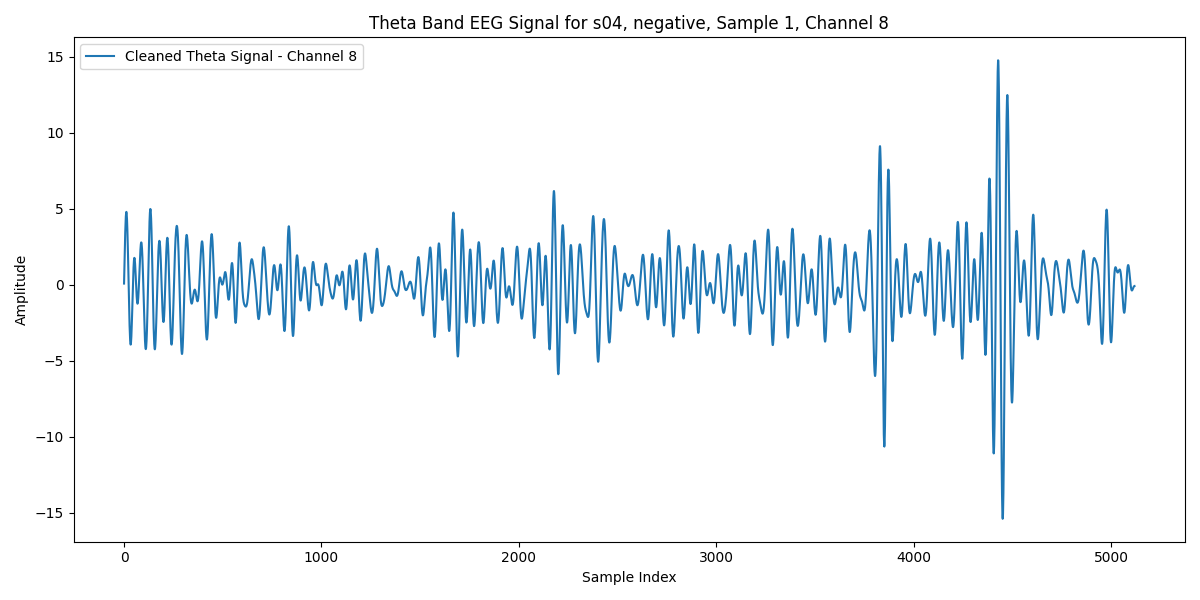 Theta Band EEG Signal for s04, negative, Sample 1, Channel 8
Cleaned Theta Signal - Channel 8
15
10
5
0
−5
−10
−15
Amplitude
0 1000 2000 3000 4000 5000
Sample Index